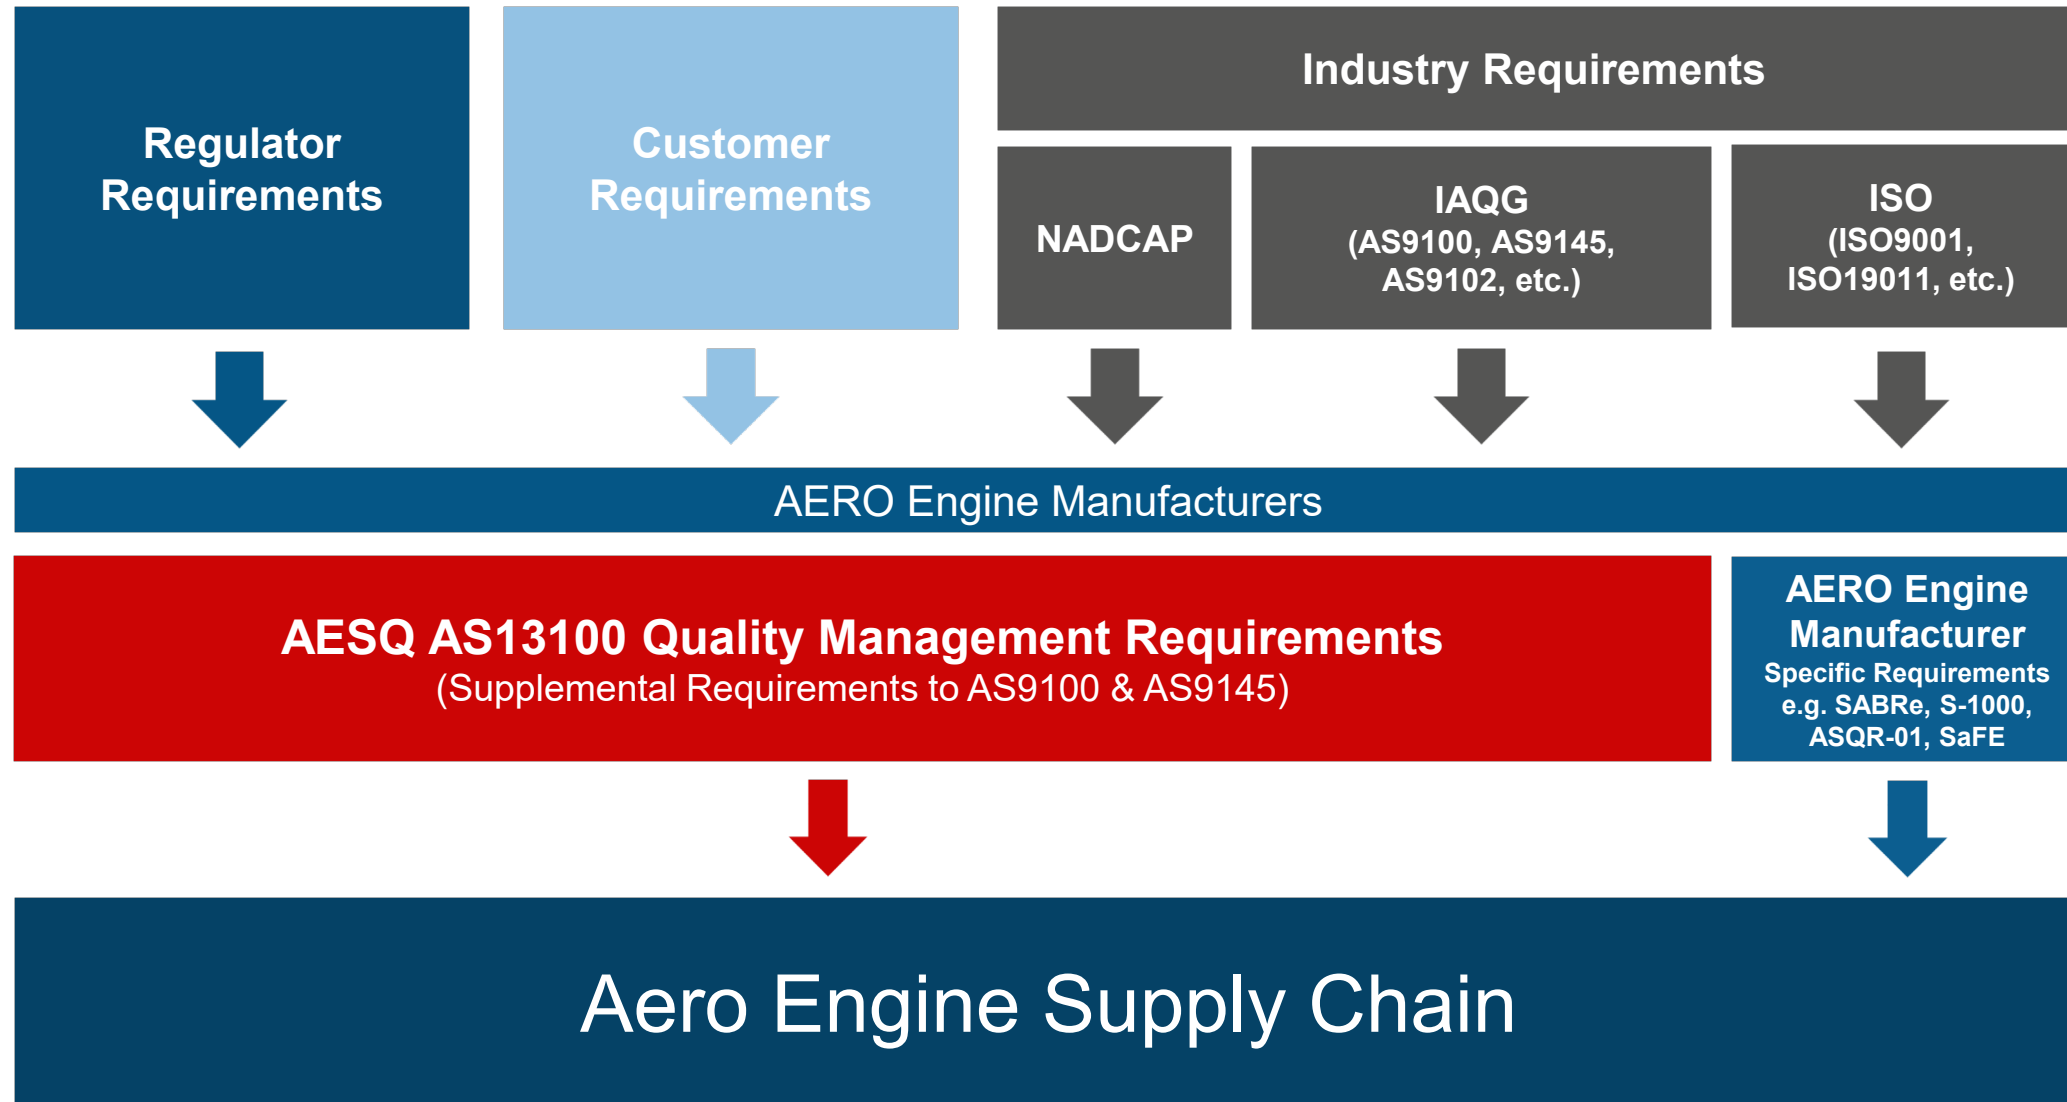 Regulator
Requirements
Customer
Requirements
Industry Requirements
NADCAP
IAQG
(AS9100, AS9145,
AS9102, etc.)
ISO
(ISO9001,
ISO19011, etc.)
AERO Engine Manufacturers
AESQ AS13100 Quality Management Requirements
(Supplemental Requirements to AS9100 & AS9145)
AERO Engine
Manufacturer
Specific Requirements
e.g. SABRe, S-1000,
ASQR-01, SaFE
Aero Engine Supply Chain